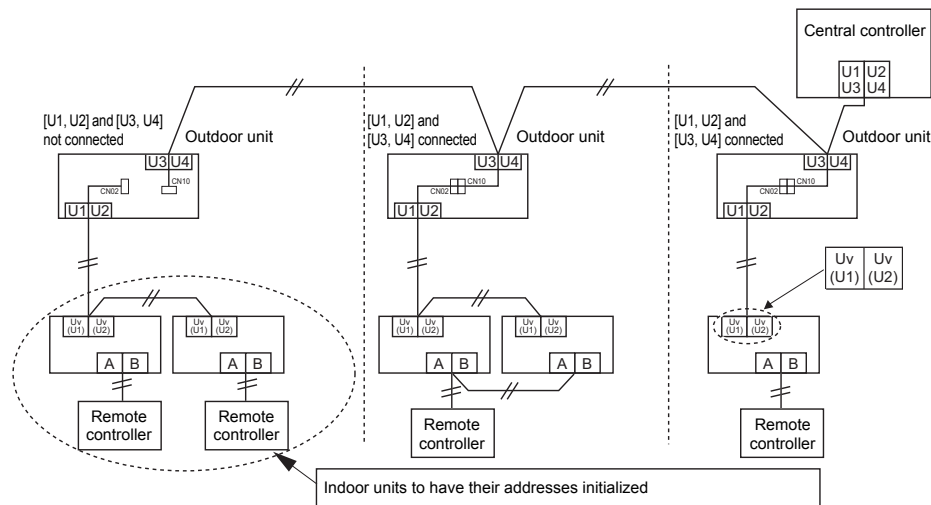 Central controller
U1 U2
U3 U4
[U1, U2] and [U3, U4]
not connected
Outdoor unit
[U1, U2] and
[U3, U4] connected
Outdoor unit
[U1, U2] and
[U3, U4] connected
Outdoor unit
U3 U4
U3 U4
U3 U4
CN02
CN10
CN02
CN10
CN02
CN10
U1 U2
U1 U2
U1 U2
Uv Uv
(U1) (U2)
Uv Uv
(U1) (U2)
Uv Uv
(U1) (U2)
Uv Uv
(U1) (U2)
Uv Uv
(U1) (U2)
Uv Uv
(U1) (U2)
A B
A B
A B
A B
A B
Remote
controller
Remote
controller
Remote
controller
Remote
controller
Indoor units to have their addresses initialized